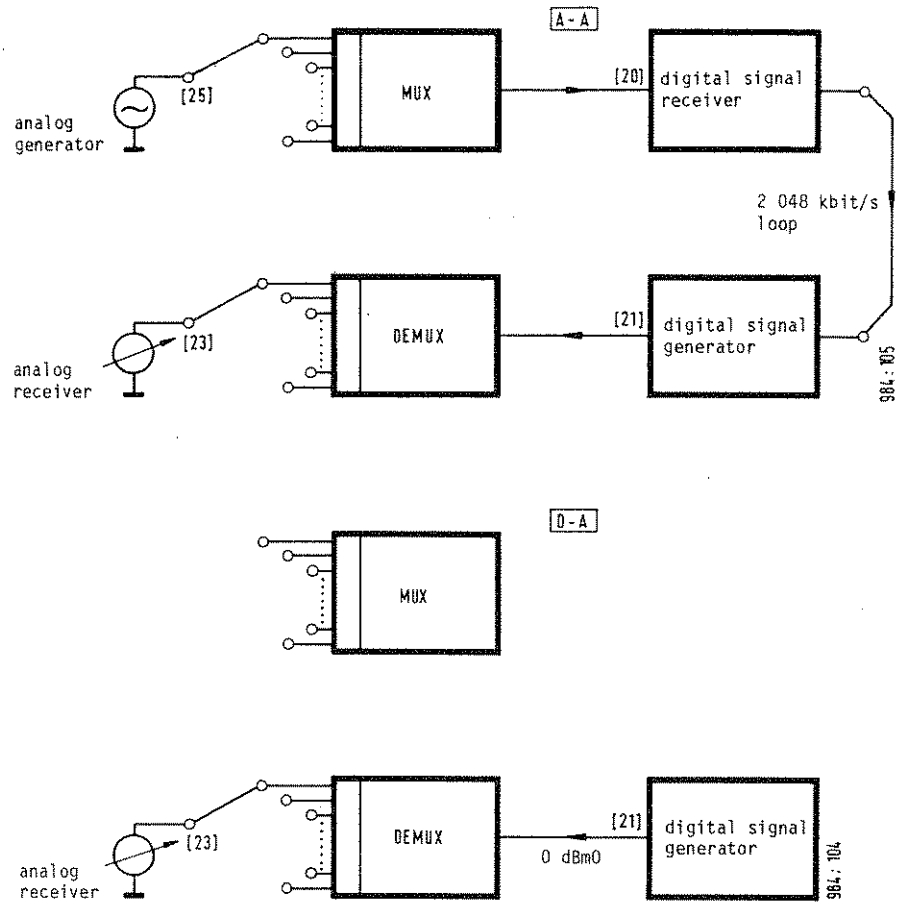 A-A
MUX
[20]
digital signal
receiver
[25]
analog
generator
2 048 kbit/s
loop
DEMUX
[21]
digital signal
generator
[23]
analog
receiver
984.105
D-A
MUX
DEMUX
[21]
0 dBm0
digital signal
generator
[23]
analog
receiver
984.104